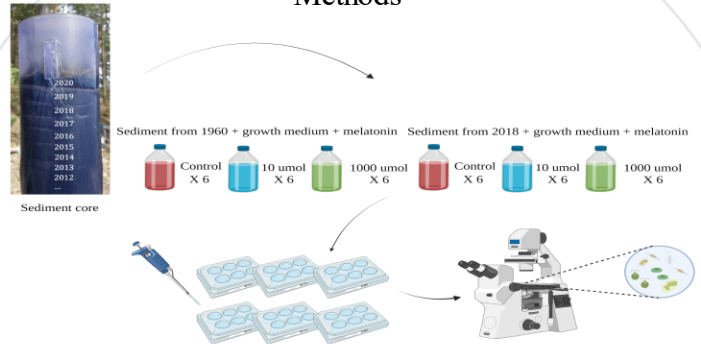 Methods
2020
2019
2018
2017
2016
2015
2014
2013
2012
...
Sediment core
Sediment from 1960 + growth medium + melatonin
Control
X 6
10 umol
X 6
1000 umol
X 6
Sediment from 2018 + growth medium + melatonin
Control
X 6
10 umol
X 6
1000 umol
X 6